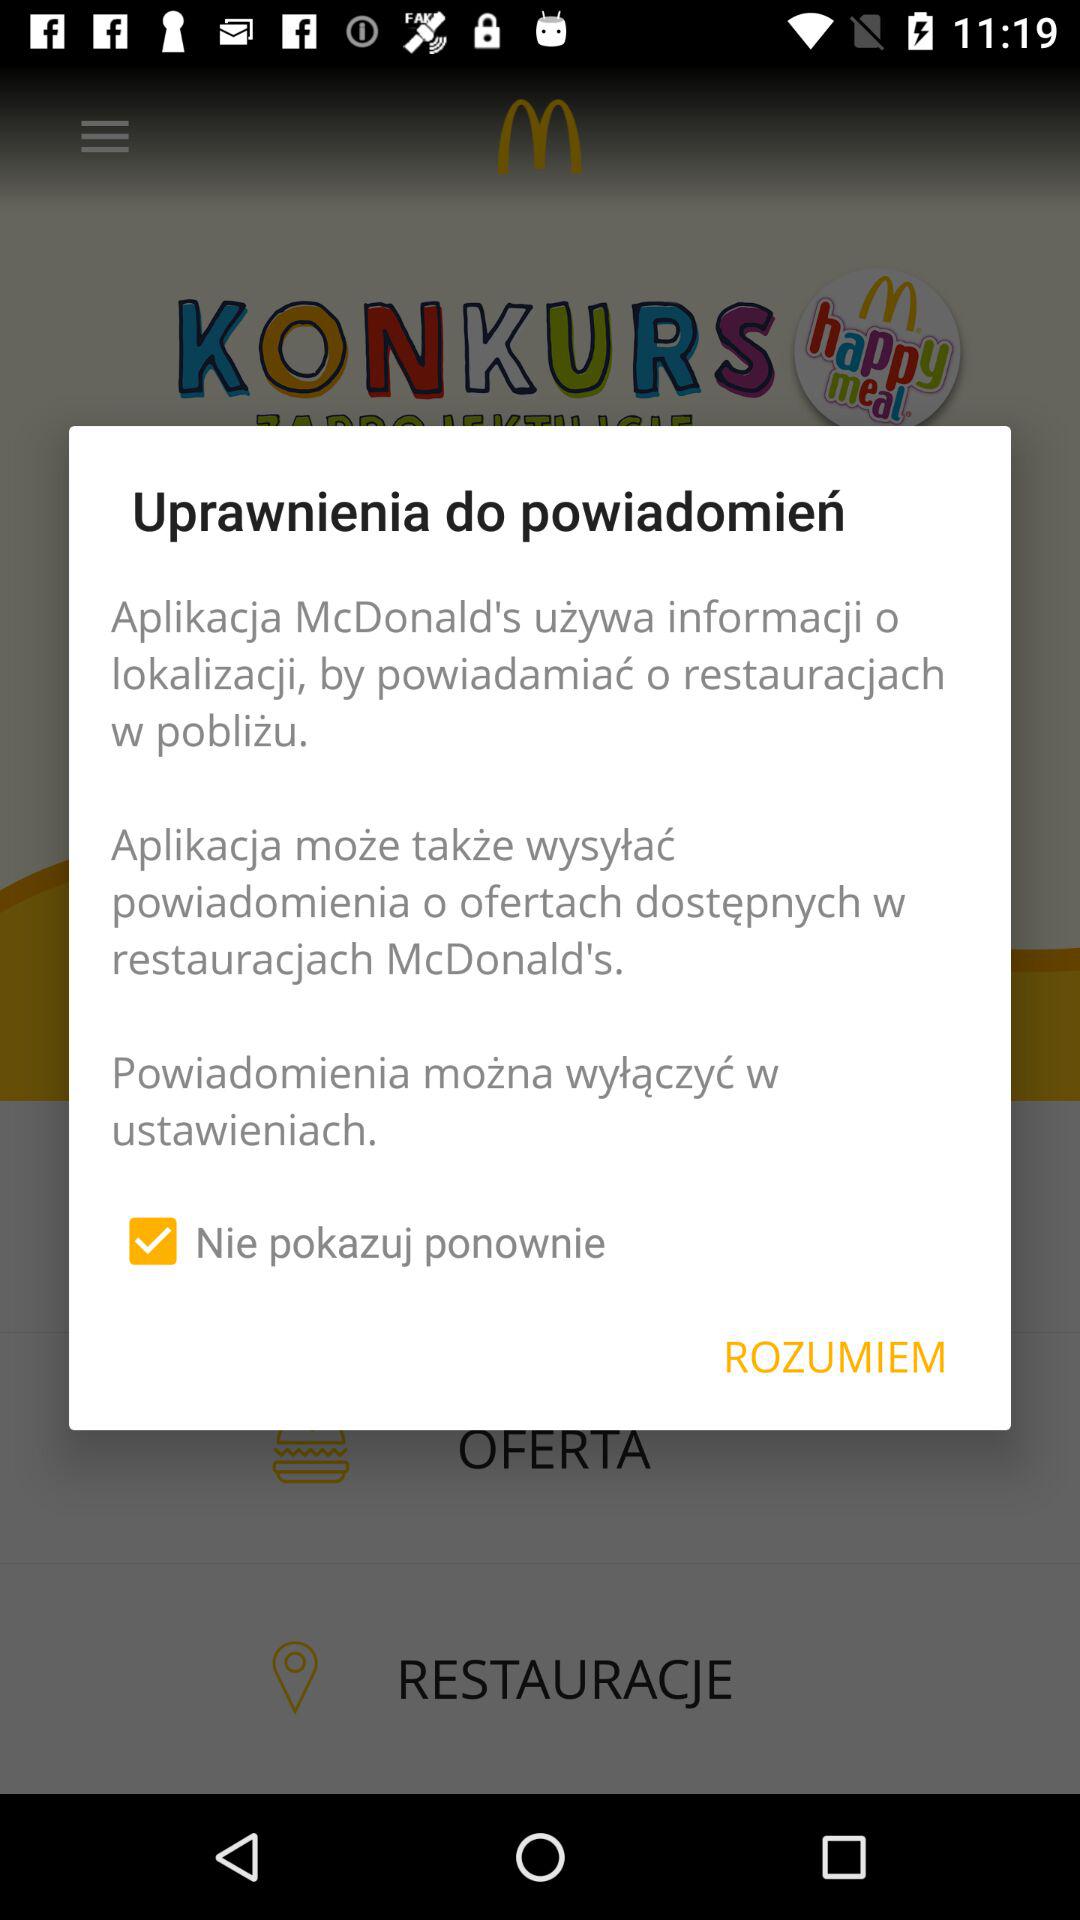 FAKE
11:19
KONKURS
happy
meal
Uprawnienia do powiadomień
Aplikacja McDonald's używa informacji o
lokalizacji, by powiadamiać o restauracjach
w pobliżu.
Aplikacja może także wysyłać
powiadomienia o ofertach dostępnych w
restauracjach McDonald's.
Powiadomienia można wyłączyć w
ustawieniach.
Nie pokazuj ponownie
ROZUMIEM
OFERTA
RESTAURACJE